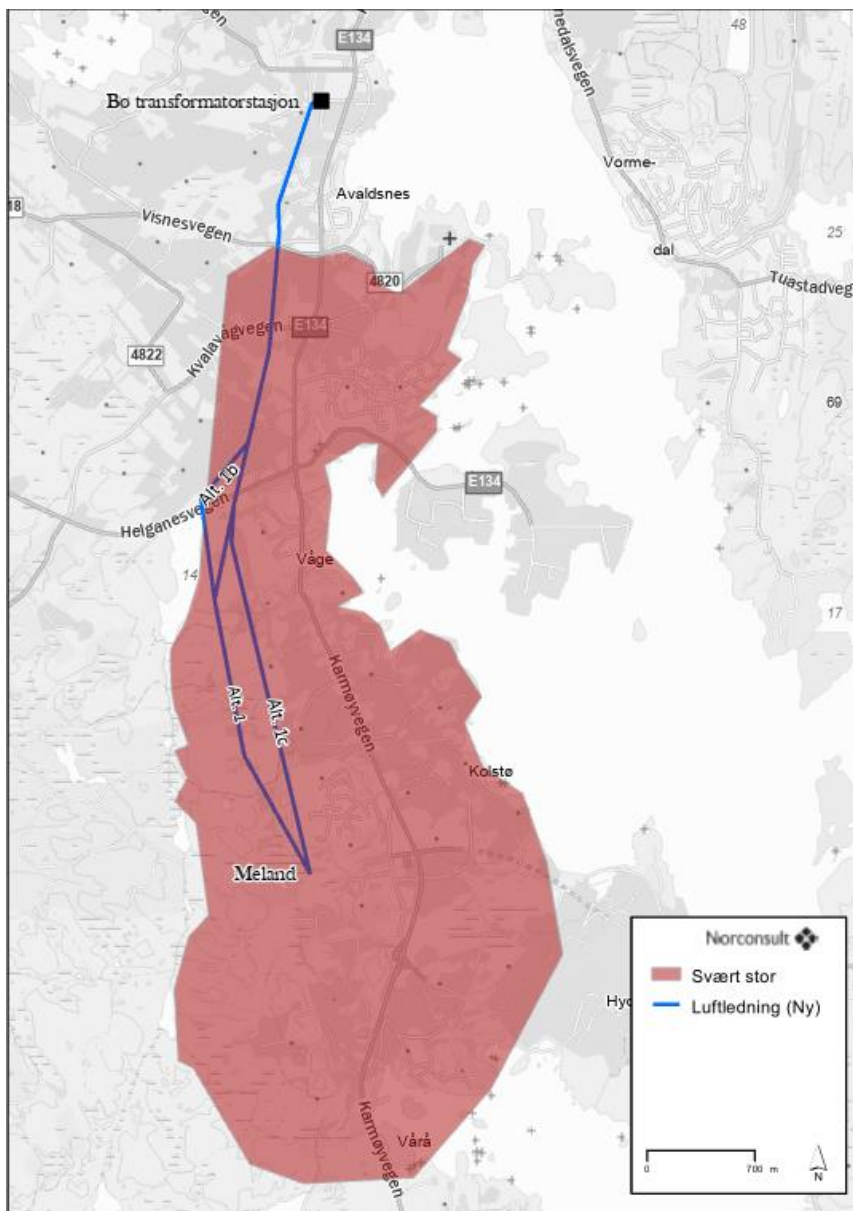 gen
E134
nedalsvegen
48
Bø transformatorstasjon
Vorme-
Avaldsnes
18
Visnesvegen
25
dal
4820
Tuastadveg
E134
Kvalavågvegen
4822
69
Alt. 1b
E134
Helganesvegen
Våge
14
17
Karmøyvegen
Alt. 1
Alt. 1c
Kolstø
Meland
Norconsult
Svært stor
Hyd
Luftledning (Ny)
Vårå
Karmøyvegen
0 700 m
N